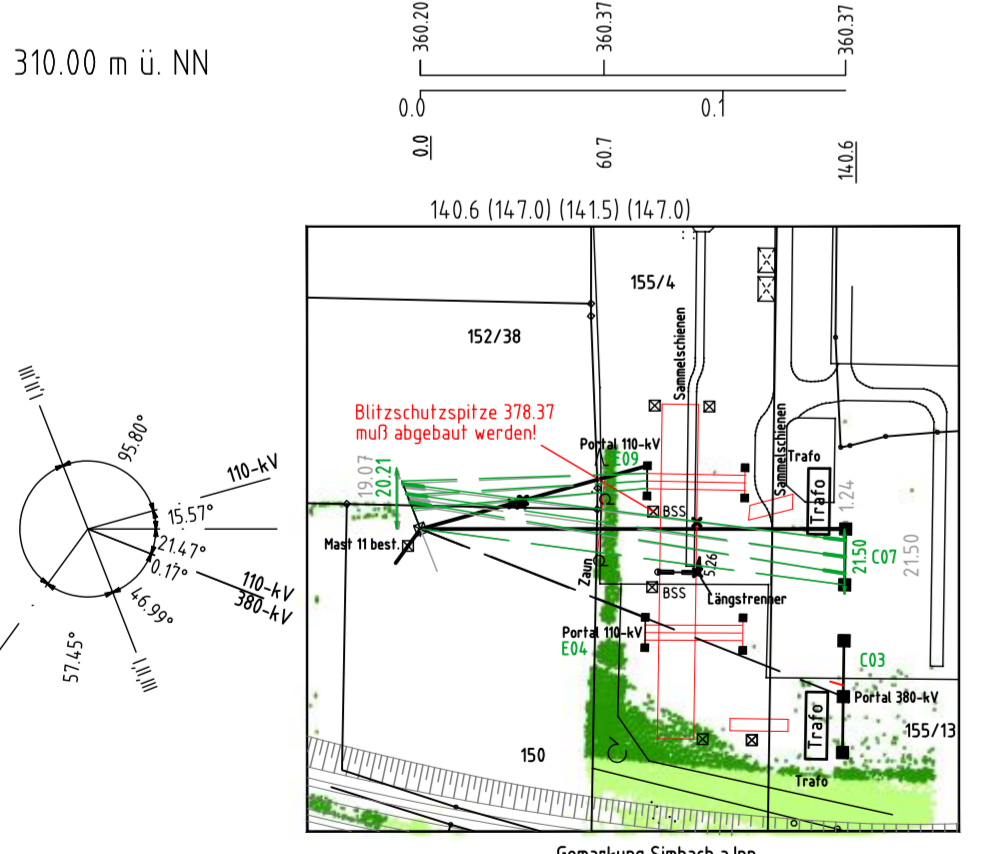 310.00 m ü. NN
360.20
360.37
360.37
0.0
0.1
0.0
60.7
140.6
140.6 (147.0) (141.5) (147.0)
155/4
152/38
Sammelschienen
Blitzschutzspitze 378.37
muß abgebaut werden!
Portal 110-kV
E09
Sammelschienen
Trafo
Trafo
1.24
19.07
20.21
BSS
Mast 11 best.
Zaun
5.26
21.50
C07
21.50
BSS
Längstrenner
Portal 110-kV
E04
C03
Portal 380-kV
Trafo
155/13
150
Trafo
95.80°
110-kV
15.57°
21.47°
0.17°
110-kV
380-kV
46.99°
57.45°
I,II,III
Gemarkung Simbach a.Inn